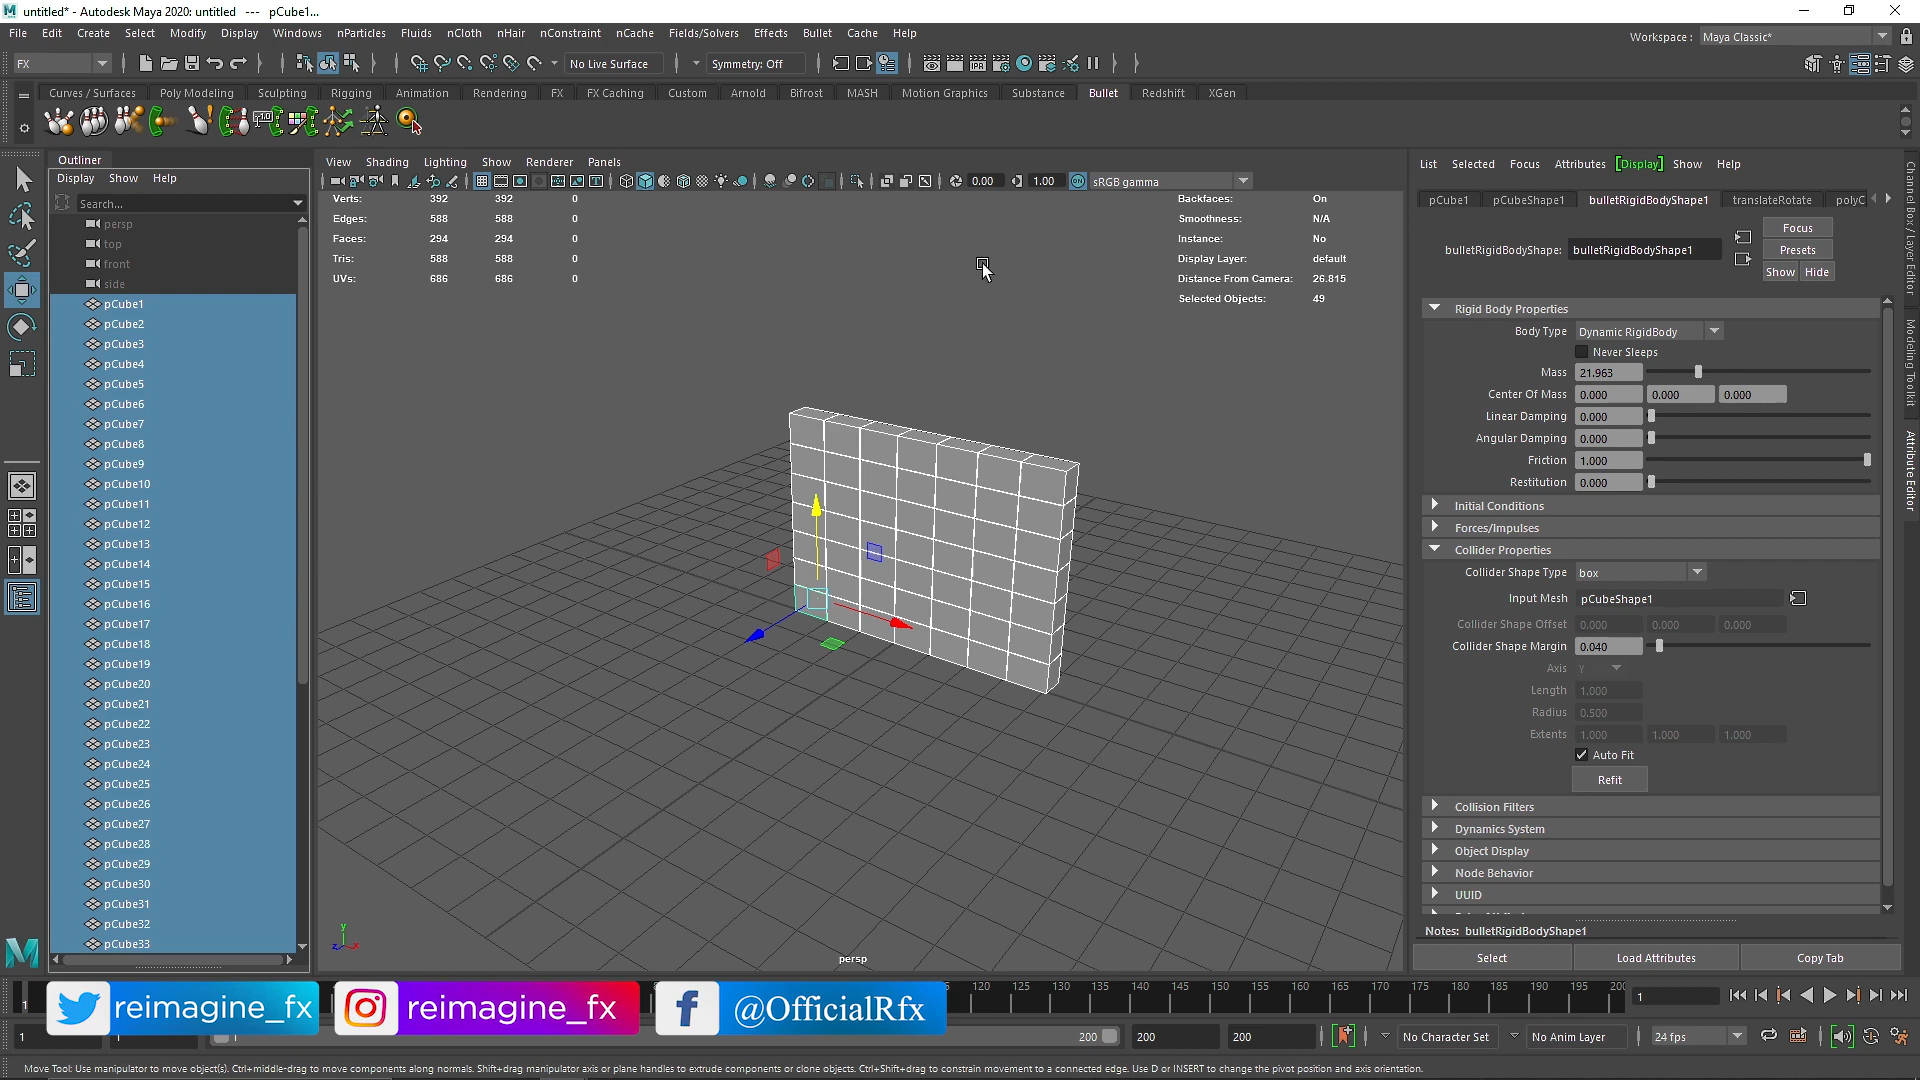 untitled* - Autodesk Maya 2020: untitled   ---   pCube1...
File Edit Create Select Modify Display Windows nParticles Fluids nCloth nHair nConstraint nCache Fields/Solvers Effects Bullet Cache Help
Workspace : Maya Classic*
FX No Live Surface Symmetry: Off
Curves / Surfaces Poly Modeling Sculpting Rigging Animation Rendering FX FX Caching Custom Arnold Bifrost MASH Motion Graphics Substance Bullet Redshift XGen
Outliner
Display Show Help
Search...
persp
top
front
side
pCube1
pCube2
pCube3
pCube4
pCube5
pCube6
pCube7
pCube8
pCube9
pCube10
pCube11
pCube12
pCube13
pCube14
pCube15
pCube16
pCube17
pCube18
pCube19
pCube20
pCube21
pCube22
pCube23
pCube24
pCube25
pCube26
pCube27
pCube28
pCube29
pCube30
pCube31
pCube32
pCube33
View Shading Lighting Show Renderer Panels
0.00 1.00 ON sRGB gamma
Verts: 392 392 0
Edges: 588 588 0
Faces: 294 294 0
Tris: 588 588 0
UVs: 686 686 0
Backfaces: On
Smoothness: N/A
Instance: No
Display Layer: default
Distance From Camera: 26.815
Selected Objects: 49
y
z x
persp
List Selected Focus Attributes [Display] Show Help
pCube1 pCubeShape1 bulletRigidBodyShape1 translateRotate polyC
Focus
bulletRigidBodyShape: bulletRigidBodyShape1
Presets
Show Hide
Rigid Body Properties
Body Type Dynamic RigidBody
Never Sleeps
Mass 21.963
Center Of Mass 0.000 0.000 0.000
Linear Damping 0.000
Angular Damping 0.000
Friction 1.000
Restitution 0.000
Initial Conditions
Forces/Impulses
Collider Properties
Collider Shape Type box
Input Mesh pCubeShape1
Collider Shape Offset 0.000 0.000 0.000
Collider Shape Margin 0.040
Axis Y
Length 1.000
Radius 0.500
Extents 1.000 1.000 1.000
Auto Fit
Refit
Collision Filters
Dynamics System
Object Display
Node Behavior
UUID
Notes: bulletRigidBodyShape1
Select Load Attributes Copy Tab
Channel Box / Layer Editor
Modeling Toolkit
Attribute Editor
1 120 125 130 135 140 145 150 155 160 165 170 175 180 185 190 195 200 1
reimagine_fx reimagine_fx @OfficialRfx
1 1 1 200 200 200 No Character Set No Anim Layer 24 fps
Move Tool: Use manipulator to move object(s). Ctrl+middle-drag to move components along normals. Shift+drag manipulator axis or plane handles to extrude components or clone objects. Ctrl+Shift+drag to constrain movement to a connected edge. Use D or INSERT to change the pivot position and axis orientation.